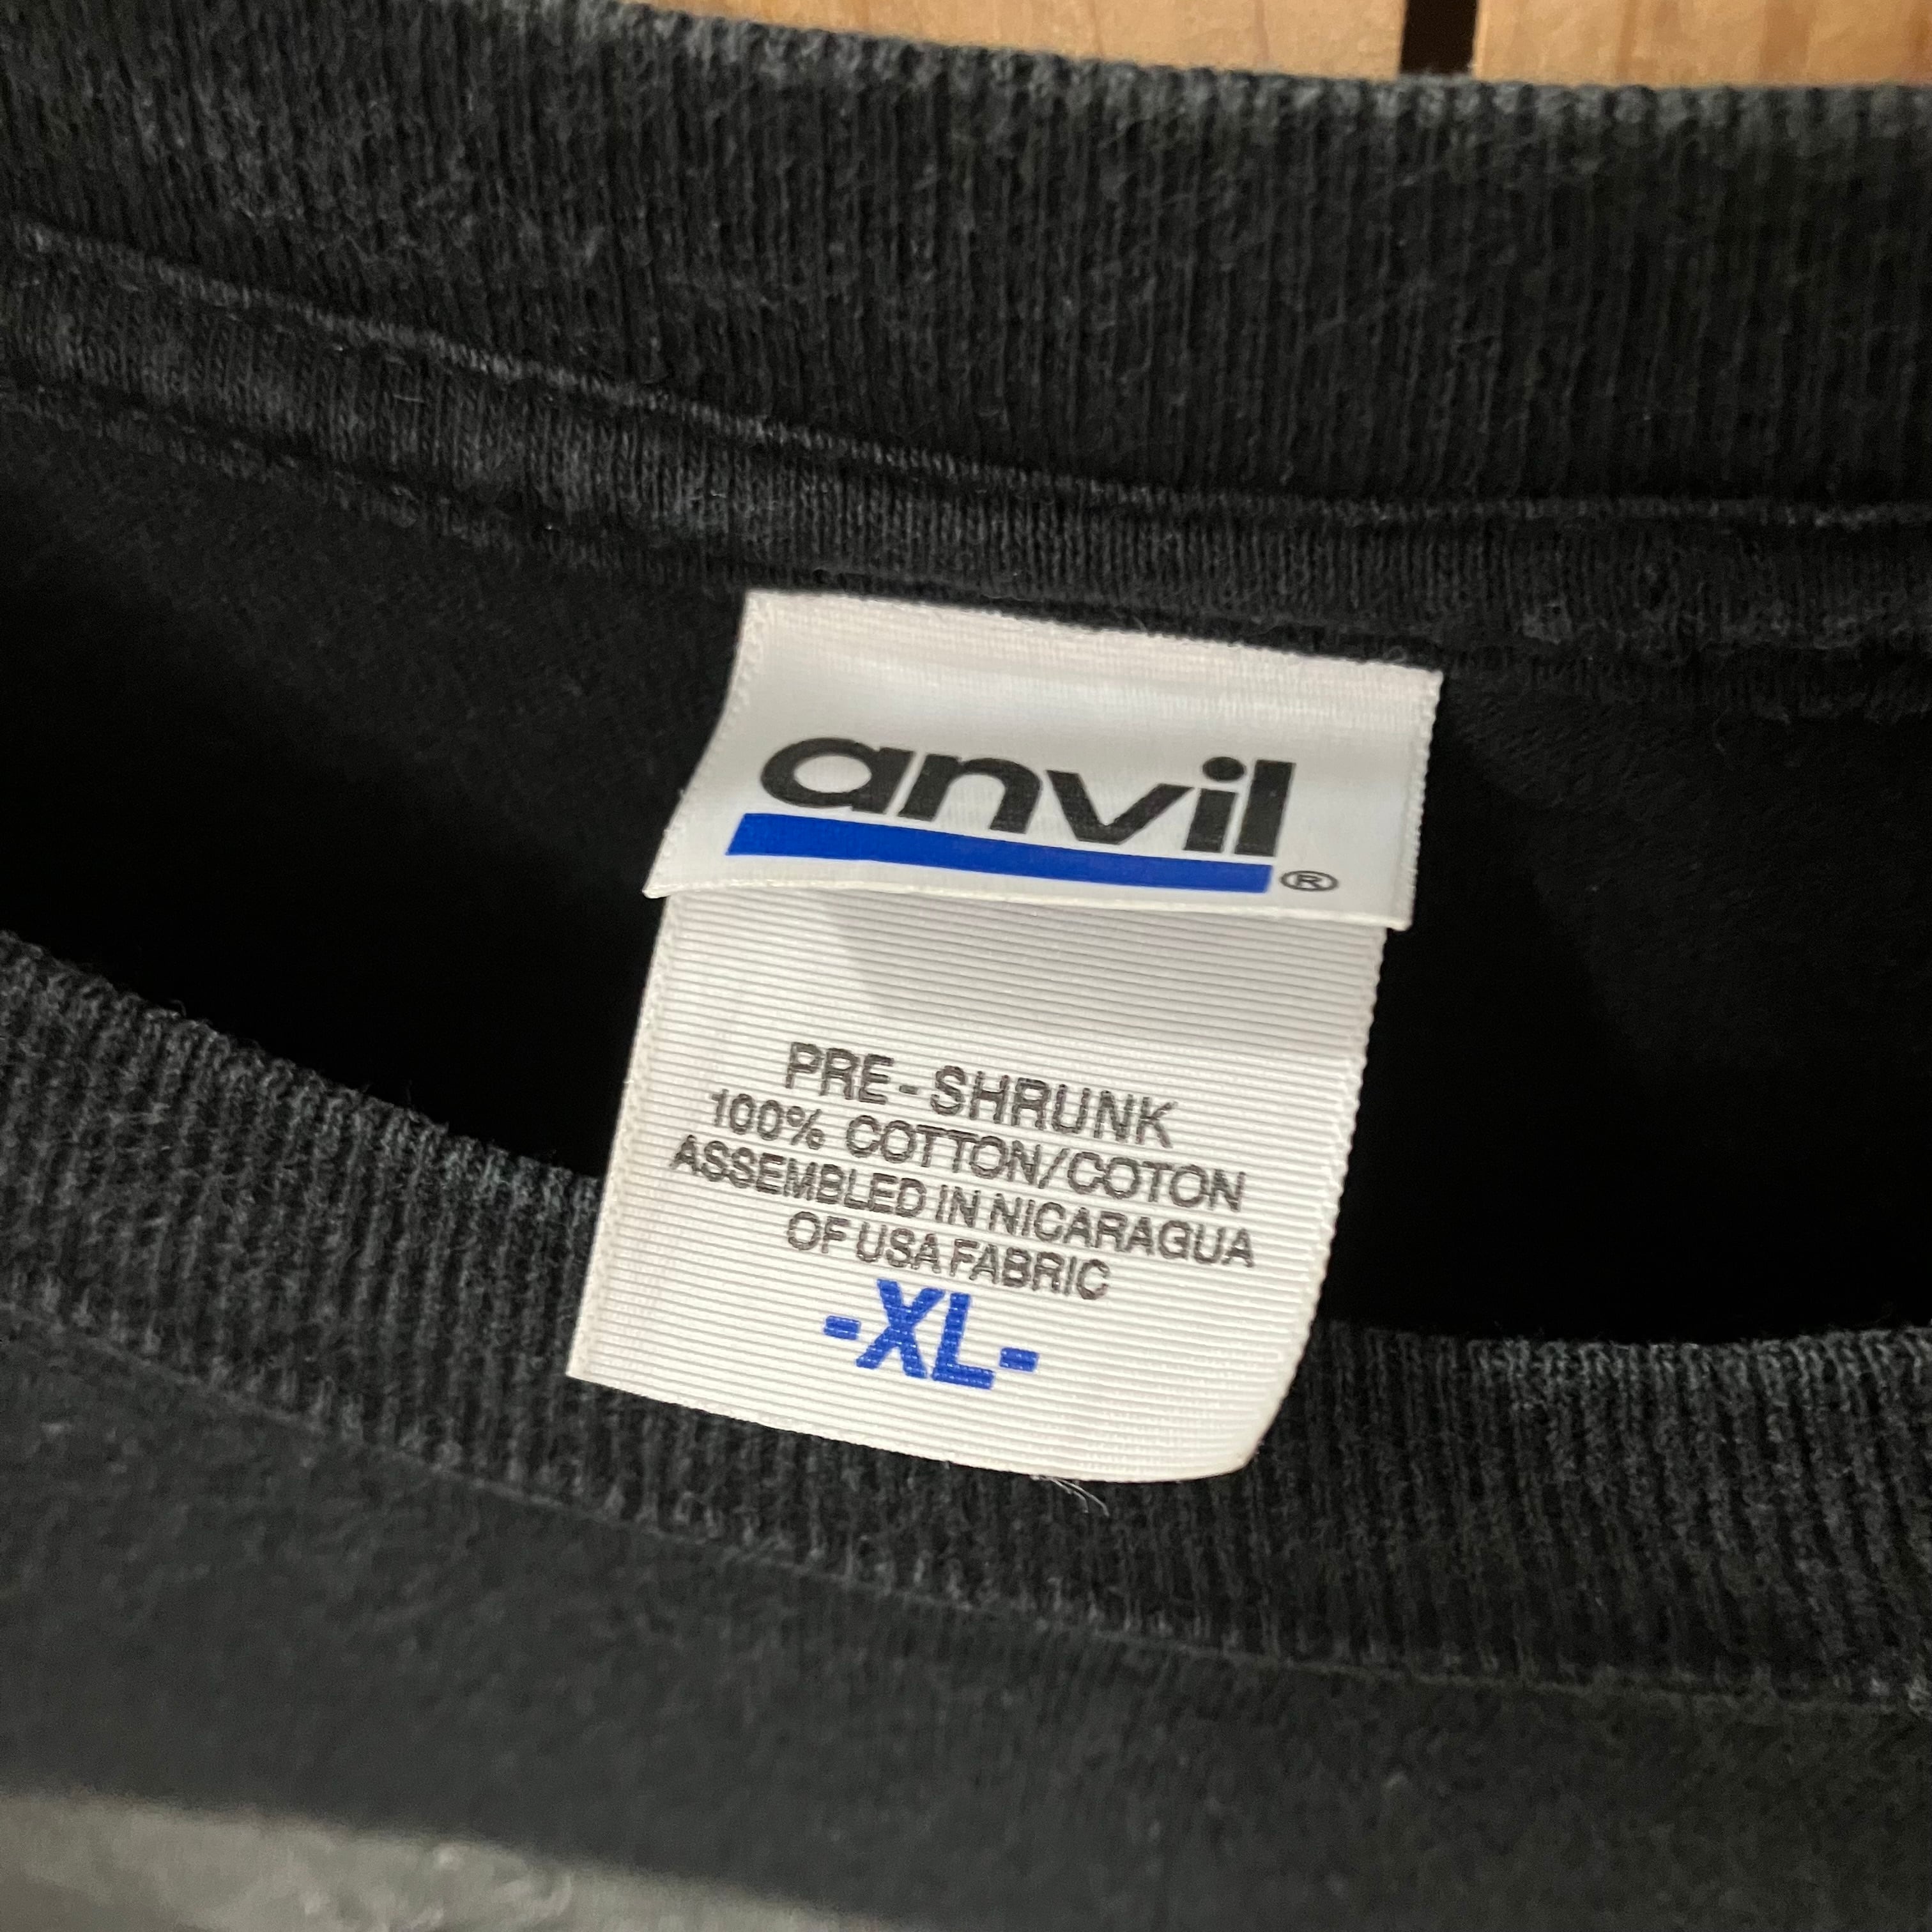 anvil®
PRE-SHRUNK
100% COTTON/COTON
ASSEMBLED IN NICARAGUA
OF USA FABRIC
-XL-